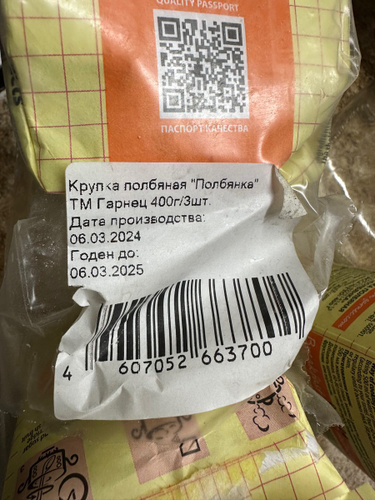 QUALITY PASSPORT
ПАСПОРТ КАЧЕСТВА
Крупка полбяная "Полбянка"
ТМ Гарнец 400г/3шт.
Дата производства:
06.03.2024
Годен до:
06.03.2025
4 607052 663700